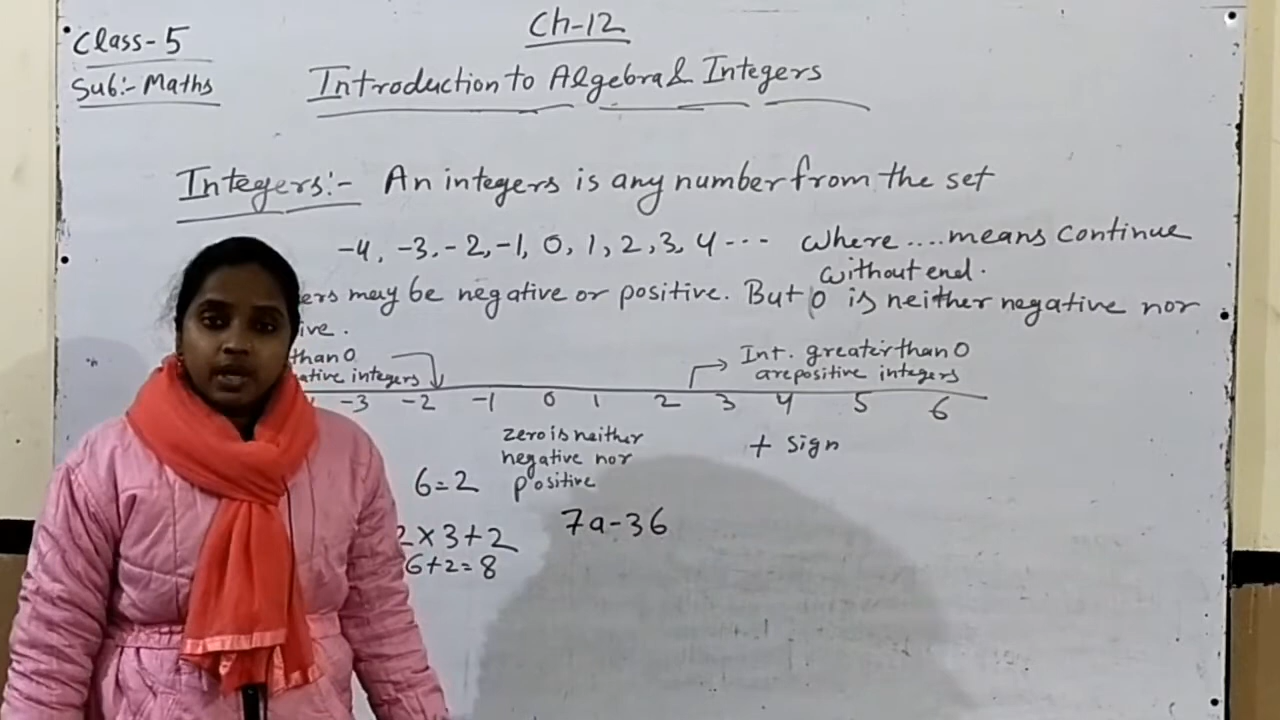 Class-5
Ch-12
Sub:- Maths
Introduction to Algebra & Integers
Integers:- An integers is any number from the set
-4, -3, -2, -1, 0, 1, 2, 3, 4 --- where ....means continue
without end.
may be negative or positive. But 0 is neither negative nor
than 0
integers
Int. greater than 0
are positive integers
-3 -2 -1 0 1 2 3 4 5 6
zero is neither
negative nor
positive
+ sign
6=2
2×3+2
6+2=8
7a-36